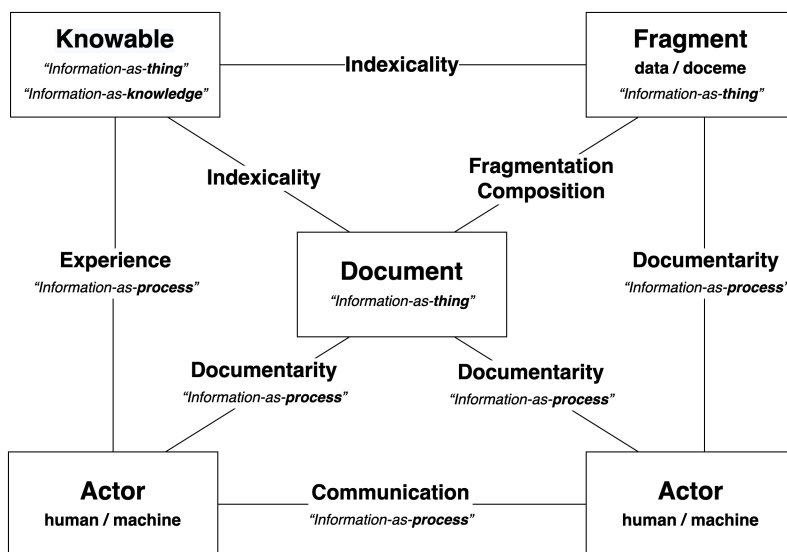 Knowable
“Information-as-thing”
“Information-as-knowledge”
Indexicality
Fragment
data / doceme
“Information-as-thing”
Indexicality
Fragmentation
Composition
Experience
“Information-as-process”
Document
“Information-as-thing”
Documentarity
“Information-as-process”
Documentarity
“Information-as-process”
Documentarity
“Information-as-process”
Actor
human / machine
Communication
“Information-as-process”
Actor
human / machine